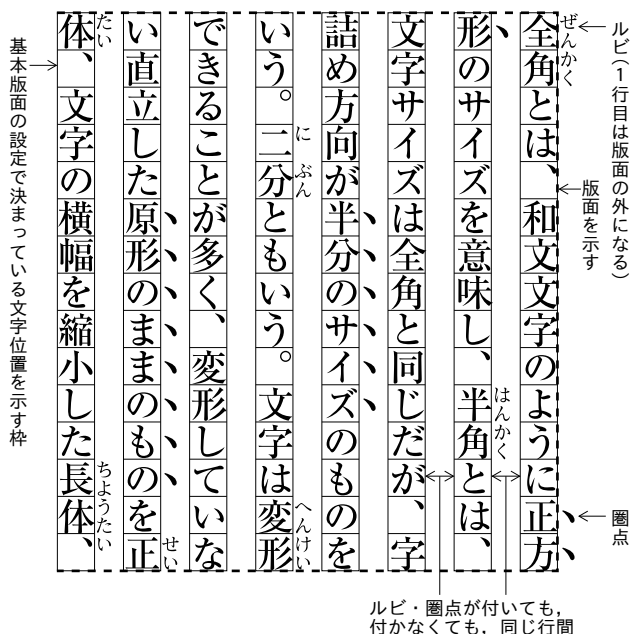 ルビ（1行目は版面の外になる）
版面を示す
圏点
ぜんかく
全角とは、和文文字のように正方
形のサイズを意味し、半角とは、
はんかく
文字サイズは全角と同じだが、字
詰め方向が半分のサイズのものを
いう。二分ともいう。文字は変形
に ぶん
へんけい
できることが多く、変形していな
い直立した原形のままのものを正
せい
体、文字の横幅を縮小した長体、
たい
ちようたい
基本版面の設定で決まっている文字位置を示す枠
ルビ・圏点が付いても，
付かなくても，同じ行間